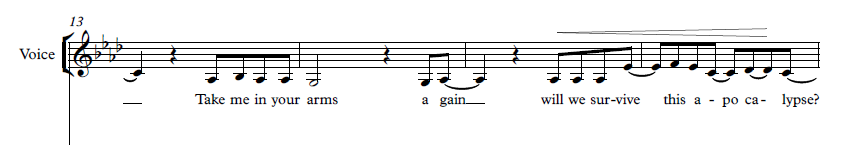 13
Voice
Take me in your arms a gain will we sur-vive this a - po ca - lypse?